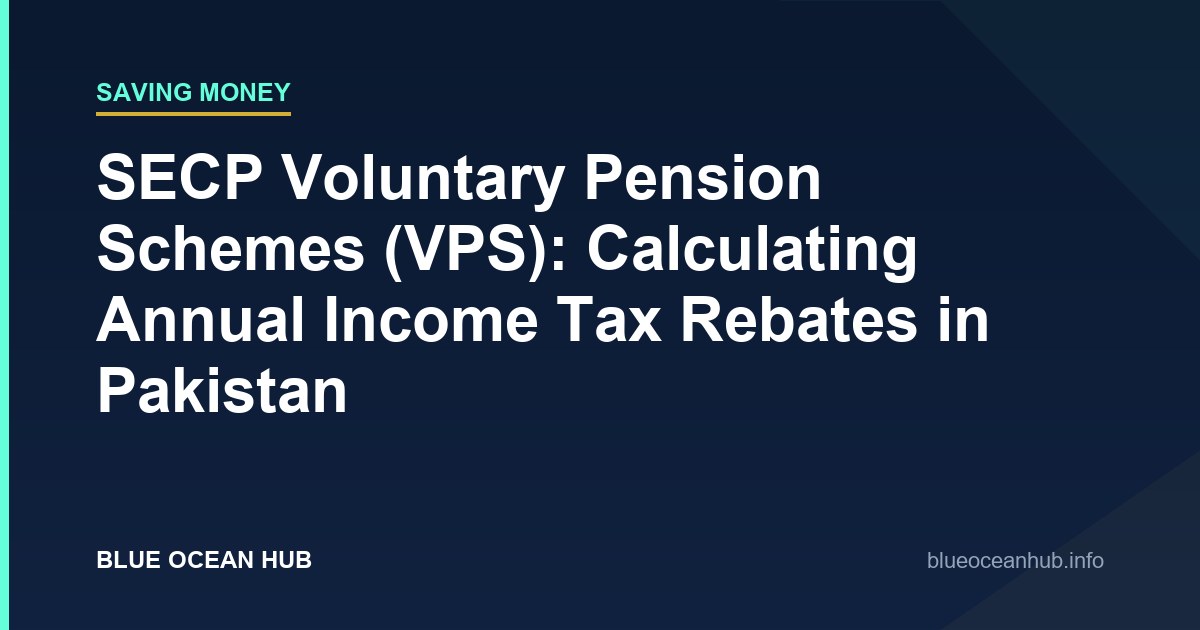 SAVING MONEY
SECP Voluntary Pension
Schemes (VPS): Calculating
Annual Income Tax Rebates in
Pakistan
BLUE OCEAN HUB
blueoceanhub.info